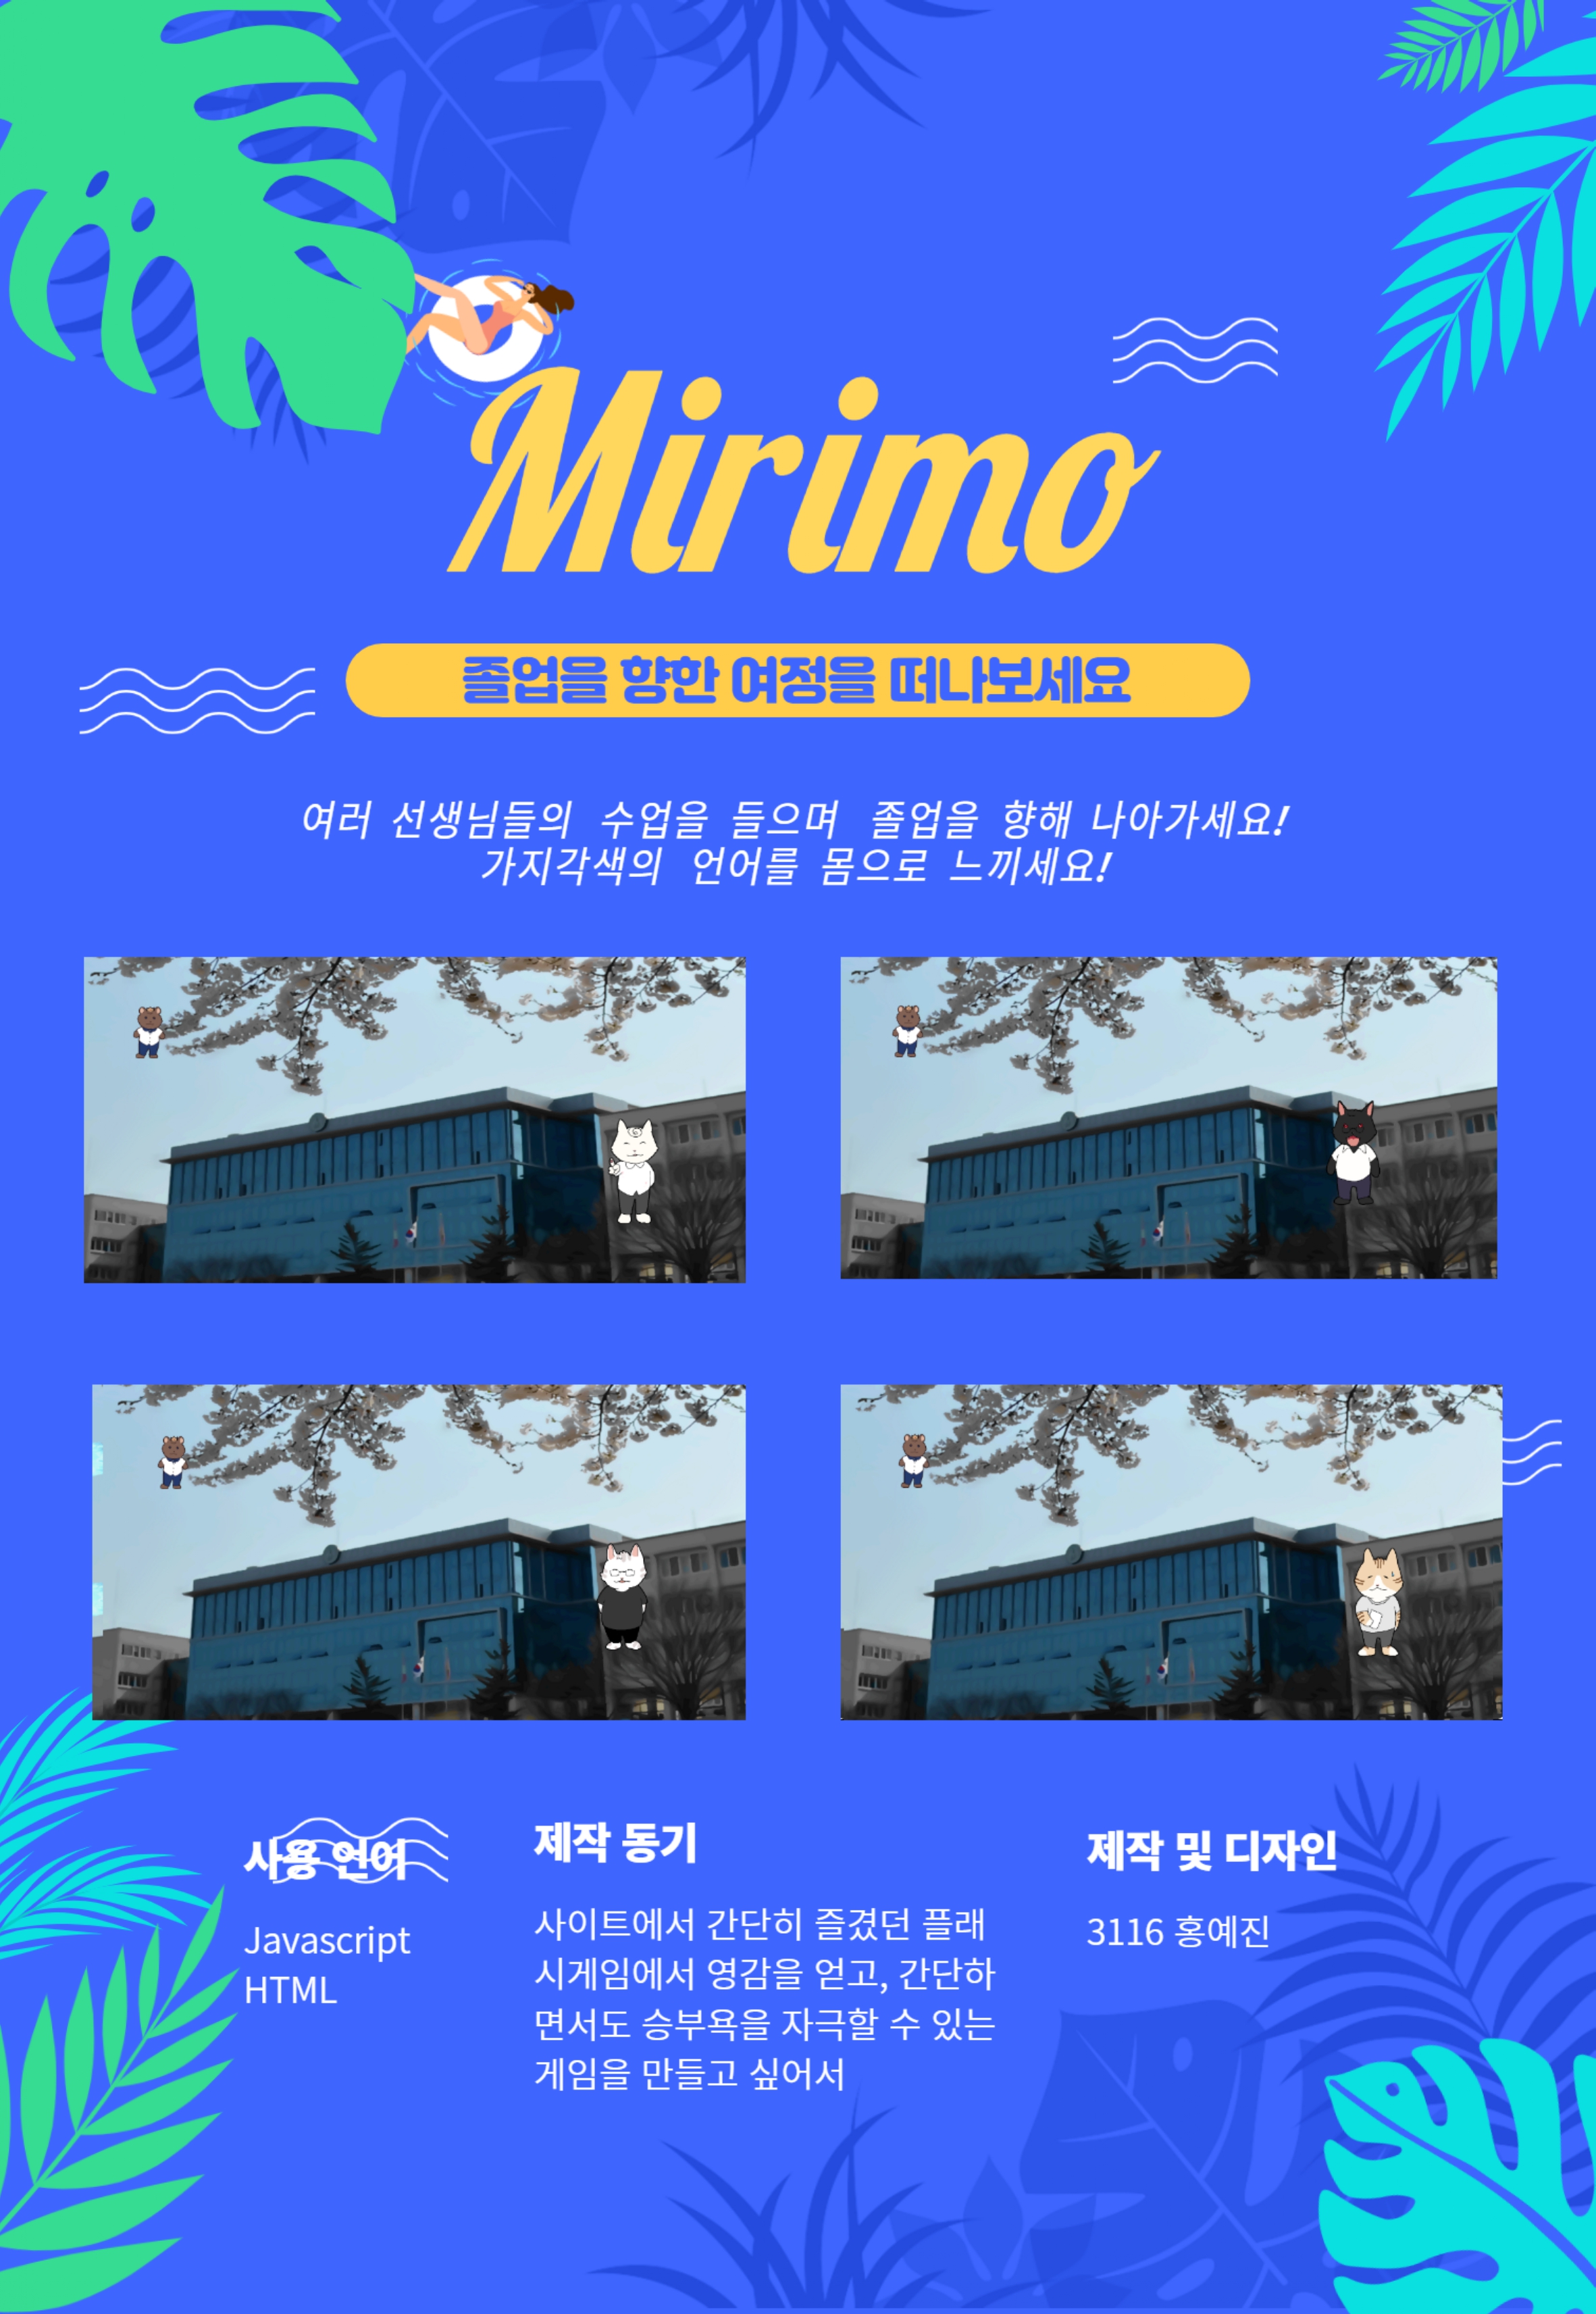 Mirimo
졸업을 향한 여정을 떠나보세요
여러 선생님들의 수업을 들으며 졸업을 향해 나아가세요!
가지각색의 언어를 몸으로 느끼세요!
사용 언어
Javascript
HTML
제작 동기
사이트에서 간단히 즐겼던 플래
시게임에서 영감을 얻고, 간단하
면서도 승부욕을 자극할 수 있는
게임을 만들고 싶어서
제작 및 디자인
3116 홍예진